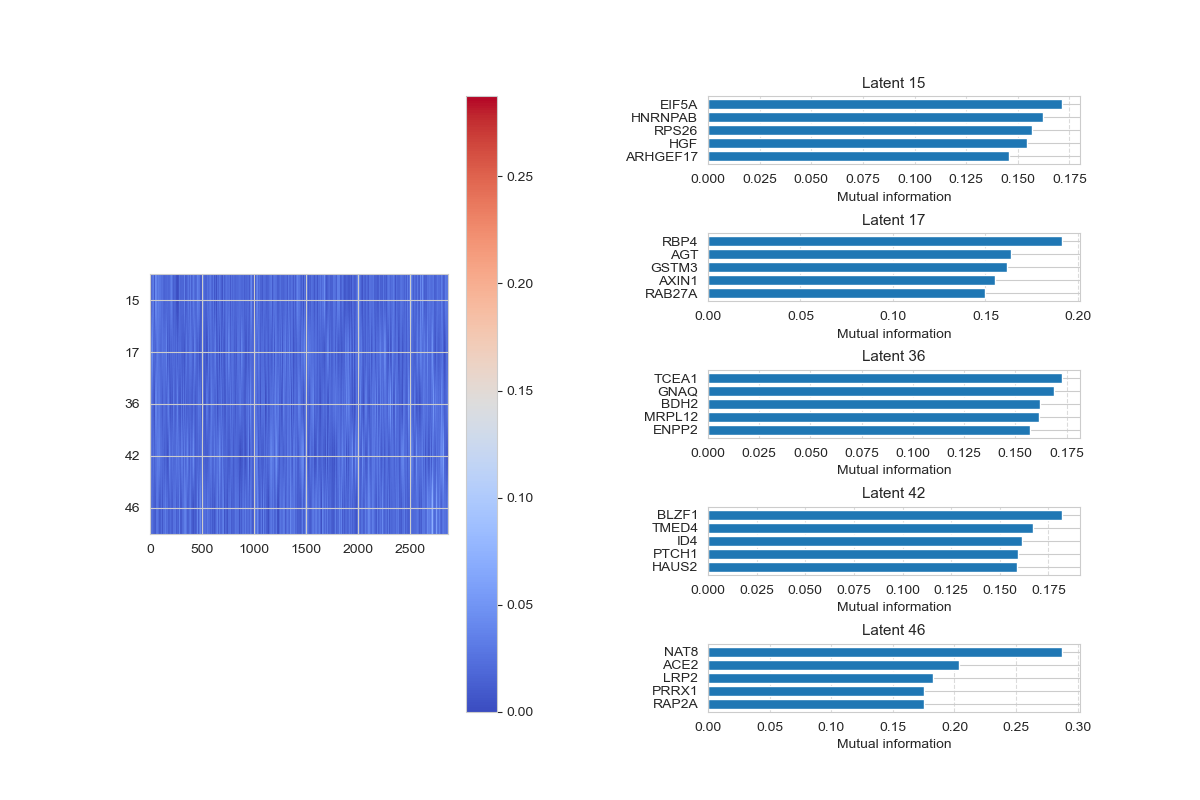 15
17
36
42
46
0 500 1000 1500 2000 2500
0.25
0.20
0.15
0.10
0.05
0.00
Latent 15
EIF5A
HNRNPAB
RPS26
HGF
ARHGEF17
0.000 0.025 0.050 0.075 0.100 0.125 0.150 0.175
Mutual information
Latent 17
RBP4
AGT
GSTM3
AXIN1
RAB27A
0.00 0.05 0.10 0.15 0.20
Mutual information
Latent 36
TCEA1
GNAQ
BDH2
MRPL12
ENPP2
0.000 0.025 0.050 0.075 0.100 0.125 0.150 0.175
Mutual information
Latent 42
BLZF1
TMED4
ID4
PTCH1
HAUS2
0.000 0.025 0.050 0.075 0.100 0.125 0.150 0.175
Mutual information
Latent 46
NAT8
ACE2
LRP2
PRRX1
RAP2A
0.00 0.05 0.10 0.15 0.20 0.25 0.30
Mutual information